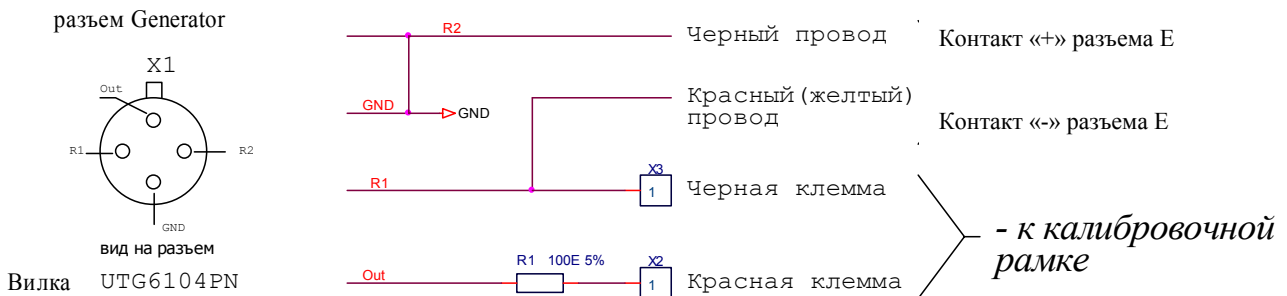 разъем Generator
X1
Out
R1
R2
GND
вид на разъем
Вилка UTG6104PN
R2
Черный провод
Контакт «+» разъема Е
GND
GND
Красный(желтый)
провод
Контакт «-» разъема Е
R1
X3
1
Черная клемма
- к калибровочной
рамке
Out
R1 100E 5%
X2
1
Красная клемма